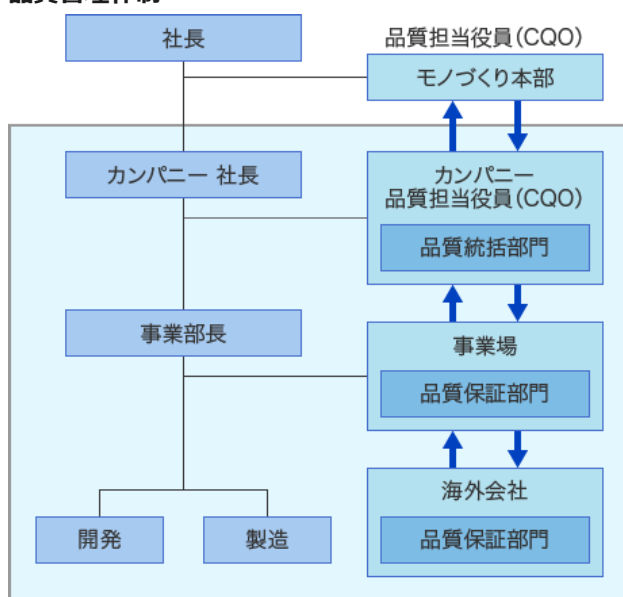 社長
品質担当役員(CQO)
モノづくり本部
カンパニー 社長
カンパニー
品質担当役員(CQO)
品質統括部門
事業部長
事業場
品質保証部門
海外会社
品質保証部門
開発
製造